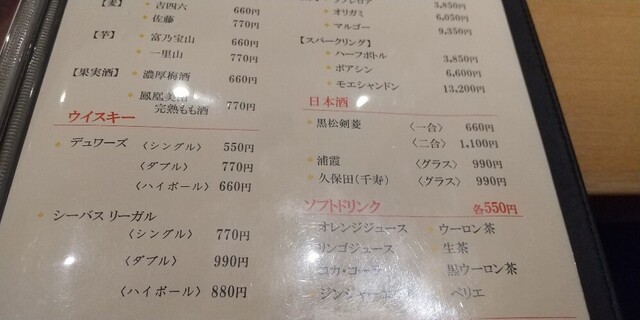 【麦】
吉四六 660円
佐藤 770円
【芋】
富乃宝山 660円
一里山 770円
【果実酒】 濃厚梅酒 660円
鳳凰美田
完熟もも酒 770円
ウイスキー
デュワーズ 〈シングル〉 550円
〈ダブル〉 770円
〈ハイボール〉 660円
シーバスリーガル
〈シングル〉 770円
〈ダブル〉 990円
〈ハイボール〉 880円
3,850円
オリガミ 6,050円
マルゴー 9,350円
【スパークリング】
ハーフボトル 3,850円
ボアシン 6,600円
モエシャンドン 13,200円
日本酒
黒松剣菱 〈一合〉 660円
〈二合〉 1,100円
浦霞 〈グラス〉 990円
久保田（千寿） 〈グラス〉 990円
ソフトドリンク 各550円
オレンジジュース ウーロン茶
リンゴジュース 生茶
コカ・コーラ 黒ウーロン茶
ジンジャー ペリエ